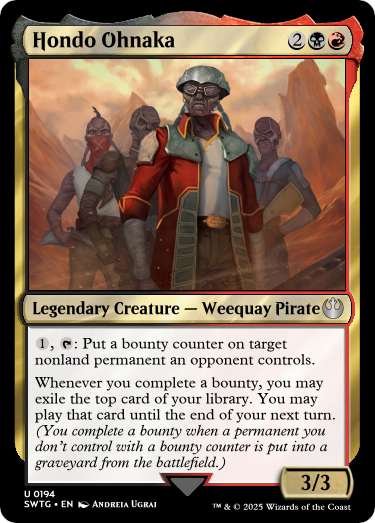 Hondo Ohnaka 2
Legendary Creature — Weequay Pirate
1, T: Put a bounty counter on target
nonland permanent an opponent controls.
Whenever you complete a bounty, you may
exile the top card of your library. You may
play that card until the end of your next turn.
(You complete a bounty when a permanent you
don't control with a bounty counter is put into a
graveyard from the battlefield.)
3/3
U 0194
SWTG • EN Andreia Ugrai
™ & © 2025 Wizards of the Coast